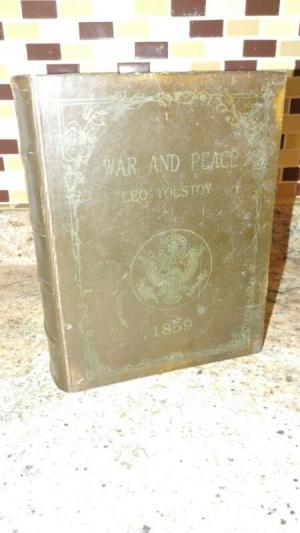 WAR AND PEACE
LEO TOLSTOY
1859